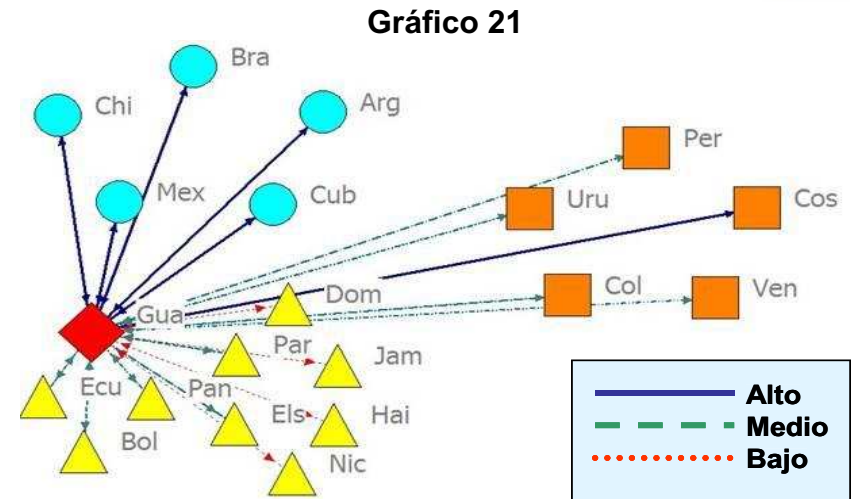 Gráfico 21
Bra
Chi
Arg
Per
Mex
Cub
Uru
Cos
Dom
Col
Ven
Gua
Par
Jam
Ecu
Pan
Els
Hai
Bol
Nic
Alto
Medio
Bajo